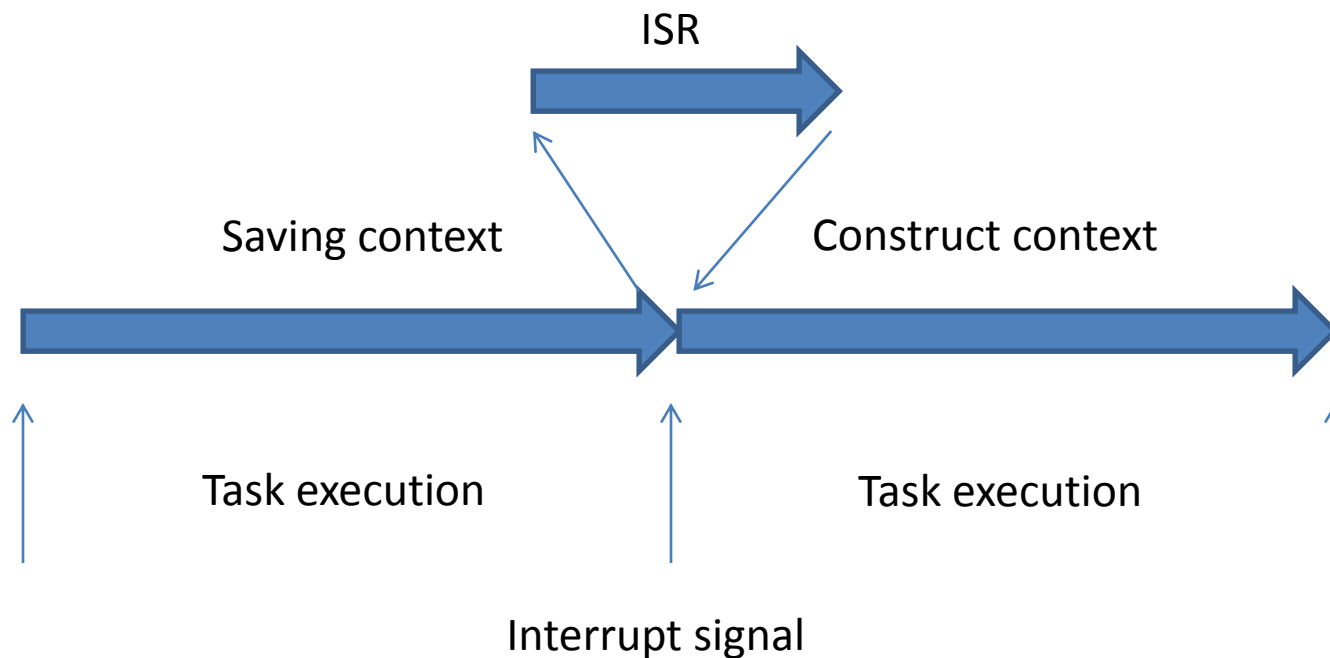 ISR
Saving context
Construct context
Task execution
Task execution
Interrupt signal